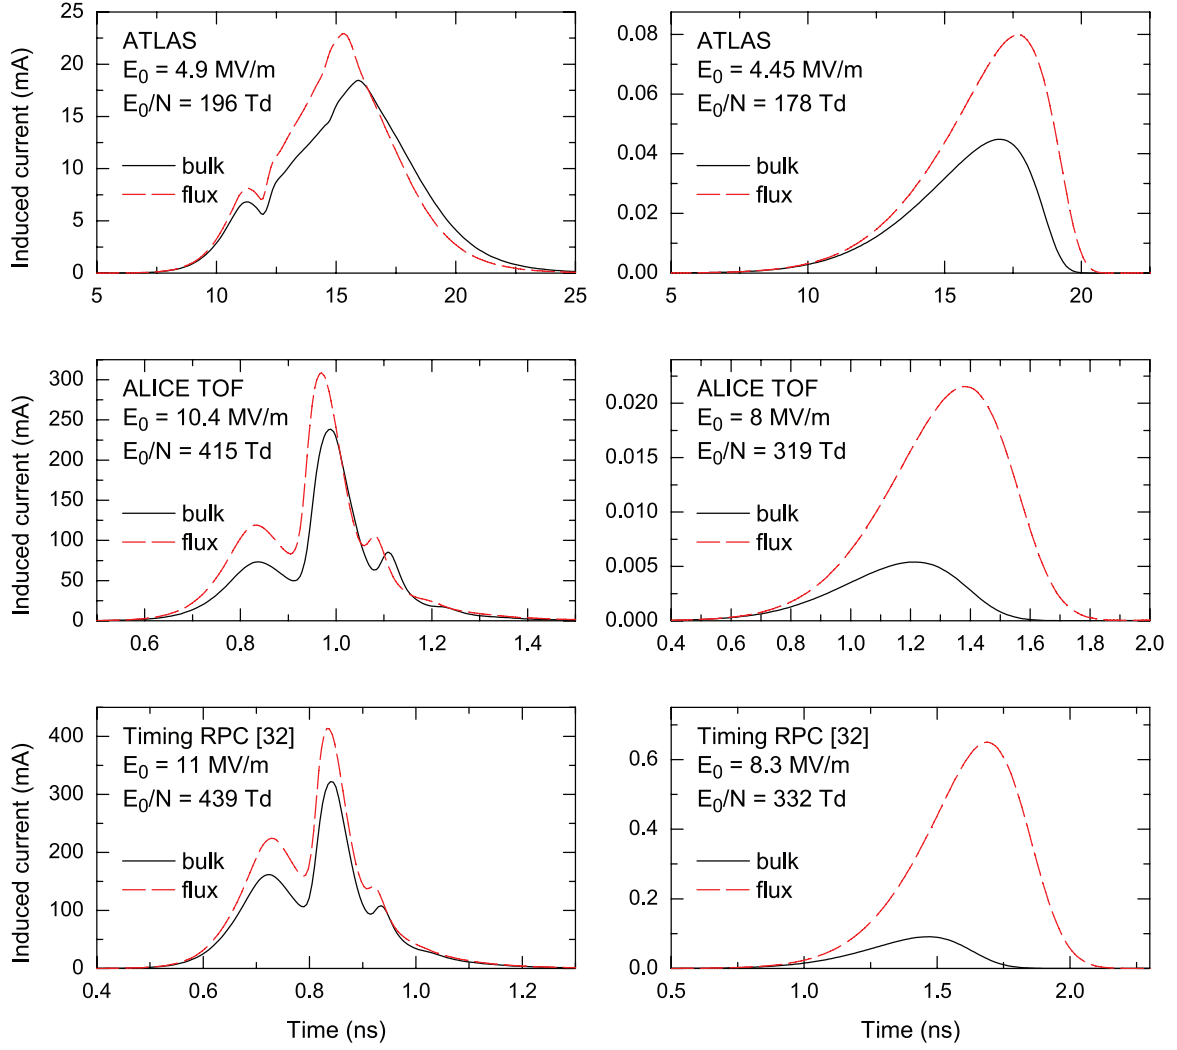 Induced current (mA)
25
20
15
10
5
0
ATLAS
E₀ = 4.9 MV/m
E₀/N = 196 Td
bulk
flux
5 10 15 20 25
0.08
0.06
0.04
0.02
0.00
ATLAS
E₀ = 4.45 MV/m
E₀/N = 178 Td
bulk
flux
5 10 15 20
Induced current (mA)
300
250
200
150
100
50
0
ALICE TOF
E₀ = 10.4 MV/m
E₀/N = 415 Td
bulk
flux
0.6 0.8 1.0 1.2 1.4
0.020
0.015
0.010
0.005
0.000
ALICE TOF
E₀ = 8 MV/m
E₀/N = 319 Td
bulk
flux
0.4 0.6 0.8 1.0 1.2 1.4 1.6 1.8 2.0
Induced current (mA)
400
300
200
100
0
Timing RPC [32]
E₀ = 11 MV/m
E₀/N = 439 Td
bulk
flux
0.4 0.6 0.8 1.0 1.2
Time (ns)
0.6
0.4
0.2
0.0
Timing RPC [32]
E₀ = 8.3 MV/m
E₀/N = 332 Td
bulk
flux
0.5 1.0 1.5 2.0
Time (ns)